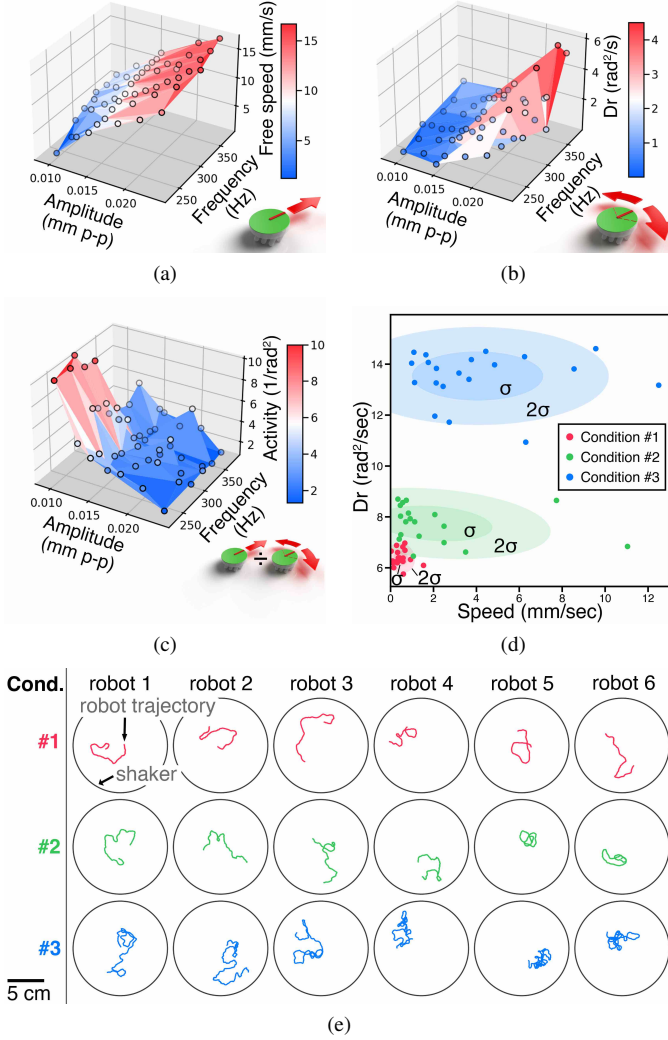 15
10
5
Free speed (mm/s)
15
10
5
0.010
0.015
0.020
350
300
250
Amplitude
(mm p-p)
Frequency
(Hz)
(a)
6
4
2
Dr (rad²/s)
4
3
2
1
0.010
0.015
0.020
350
300
250
Amplitude
(mm p-p)
Frequency
(Hz)
(b)
10
8
6
4
2
Activity (1/rad²)
10
8
6
4
2
0.010
0.015
0.020
350
300
250
Amplitude
(mm p-p)
Frequency
(Hz)
÷
(c)
14
12
10
8
6
Dr (rad²/sec)
σ
2σ
Condition #1
Condition #2
Condition #3
σ
2σ
σ
2σ
0 2 4 6 8 10 12
Speed (mm/sec)
(d)
Cond. robot 1 robot 2 robot 3 robot 4 robot 5 robot 6
robot trajectory
#1
shaker
#2
#3
5 cm
(e)